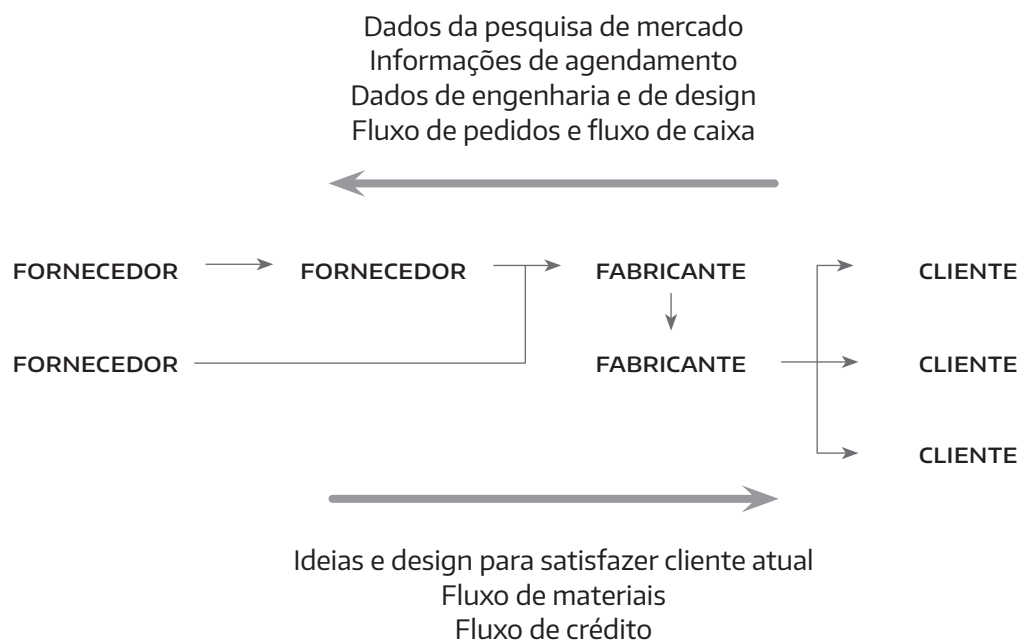 Dados da pesquisa de mercado
Informações de agendamento
Dados de engenharia e de design
Fluxo de pedidos e fluxo de caixa
FORNECEDOR FORNECEDOR FABRICANTE CLIENTE
FORNECEDOR FABRICANTE CLIENTE
CLIENTE
Ideias e design para satisfazer cliente atual
Fluxo de materiais
Fluxo de crédito